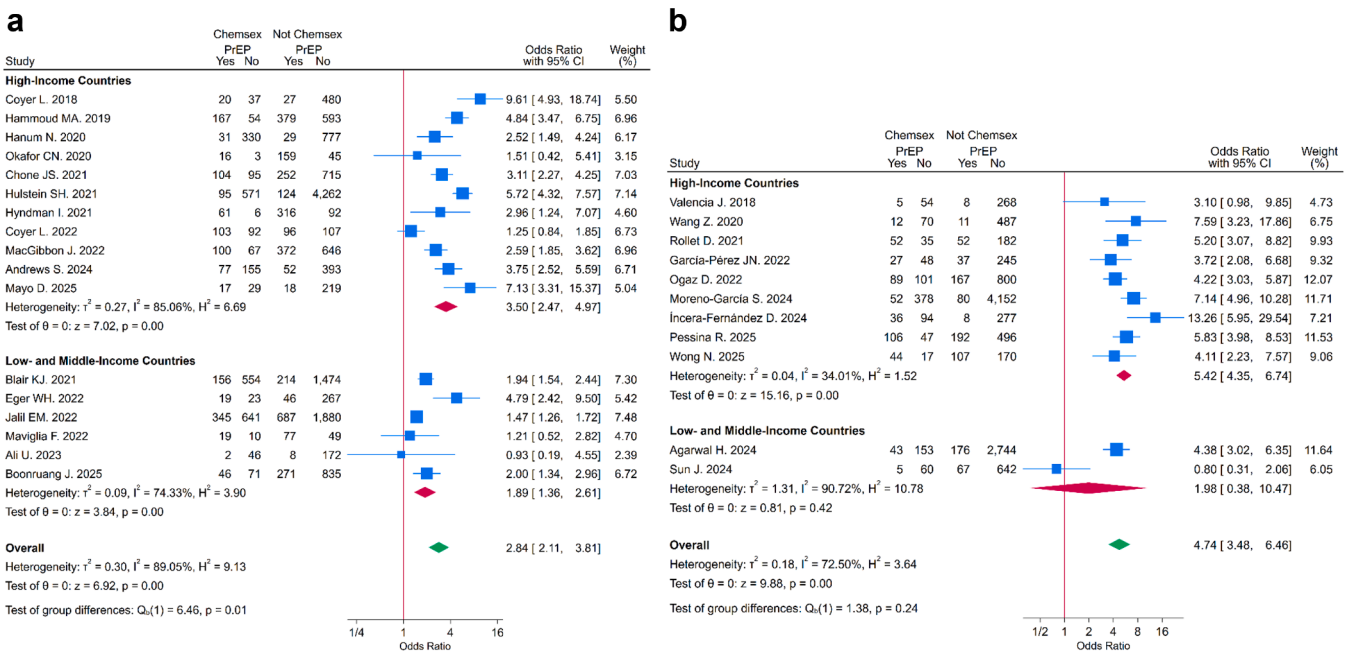 a
Chemsex Not Chemsex
PrEP PrEP Odds Ratio Weight
Study Yes No Yes No with 95% CI (%)
High-Income Countries
Coyer L. 2018 20 37 27 480 9.61 [ 4.93, 18.74] 5.50
Hammoud MA. 2019 167 54 379 593 4.84 [ 3.47, 6.75] 6.96
Hanum N. 2020 31 330 29 777 2.52 [ 1.49, 4.24] 6.17
Okafor CN. 2020 16 3 159 45 1.51 [ 0.42, 5.41] 3.15
Chone JS. 2021 104 95 252 715 3.11 [ 2.27, 4.25] 7.03
Hulstein SH. 2021 95 571 124 4,262 5.72 [ 4.32, 7.57] 7.14
Hyndman I. 2021 61 6 316 92 2.96 [ 1.24, 7.07] 4.60
Coyer L. 2022 103 92 96 107 1.25 [ 0.84, 1.85] 6.73
MacGibbon J. 2022 100 67 372 646 2.59 [ 1.85, 3.62] 6.96
Andrews S. 2024 77 155 52 393 3.75 [ 2.52, 5.59] 6.71
Mayo D. 2025 17 29 18 219 7.13 [ 3.31, 15.37] 5.04
Heterogeneity: τ² = 0.27, I² = 85.06%, H² = 6.69 3.50 [ 2.47, 4.97]
Test of θ = 0: z = 7.02, p = 0.00
Low- and Middle-Income Countries
Blair KJ. 2021 156 554 214 1,474 1.94 [ 1.54, 2.44] 7.30
Eger WH. 2022 19 23 46 267 4.79 [ 2.42, 9.50] 5.42
Jalil EM. 2022 345 641 687 1,880 1.47 [ 1.26, 1.72] 7.48
Maviglia F. 2022 19 10 77 49 1.21 [ 0.52, 2.82] 4.70
Ali U. 2023 2 46 8 172 0.93 [ 0.19, 4.55] 2.39
Boonruang J. 2025 46 71 271 835 2.00 [ 1.34, 2.96] 6.72
Heterogeneity: τ² = 0.09, I² = 74.33%, H² = 3.90 1.89 [ 1.36, 2.61]
Test of θ = 0: z = 3.84, p = 0.00
Overall 2.84 [ 2.11, 3.81]
Heterogeneity: τ² = 0.30, I² = 89.05%, H² = 9.13
Test of θ = 0: z = 6.92, p = 0.00
Test of group differences: Q_b(1) = 6.46, p = 0.01
1/4 1 4 16
Odds Ratio
b
Chemsex Not Chemsex
PrEP PrEP Odds Ratio Weight
Study Yes No Yes No with 95% CI (%)
High-Income Countries
Valencia J. 2018 5 54 8 268 3.10 [ 0.98, 9.85] 4.73
Wang Z. 2020 12 70 11 487 7.59 [ 3.23, 17.86] 6.75
Rollet D. 2021 52 35 52 182 5.20 [ 3.07, 8.82] 9.93
García-Pérez JN. 2022 27 48 37 245 3.72 [ 2.08, 6.68] 9.32
Ogaz D. 2022 89 101 167 800 4.22 [ 3.03, 5.87] 12.07
Moreno-García S. 2024 52 378 80 4,152 7.14 [ 4.96, 10.28] 11.71
Íncera-Fernández D. 2024 36 94 8 277 13.26 [ 5.95, 29.54] 7.21
Pessina R. 2025 106 47 192 496 5.83 [ 3.98, 8.53] 11.53
Wong N. 2025 44 17 107 170 4.11 [ 2.23, 7.57] 9.06
Heterogeneity: τ² = 0.04, I² = 34.01%, H² = 1.52 5.42 [ 4.35, 6.74]
Test of θ = 0: z = 15.16, p = 0.00
Low- and Middle-Income Countries
Agarwal H. 2024 43 153 176 2,744 4.38 [ 3.02, 6.35] 11.64
Sun J. 2024 5 60 67 642 0.80 [ 0.31, 2.06] 6.05
Heterogeneity: τ² = 1.31, I² = 90.72%, H² = 10.78 1.98 [ 0.38, 10.47]
Test of θ = 0: z = 0.81, p = 0.42
Overall 4.74 [ 3.48, 6.46]
Heterogeneity: τ² = 0.18, I² = 72.50%, H² = 3.64
Test of θ = 0: z = 9.88, p = 0.00
Test of group differences: Q_b(1) = 1.38, p = 0.24
1/2 1 2 4 8 16
Odds Ratio